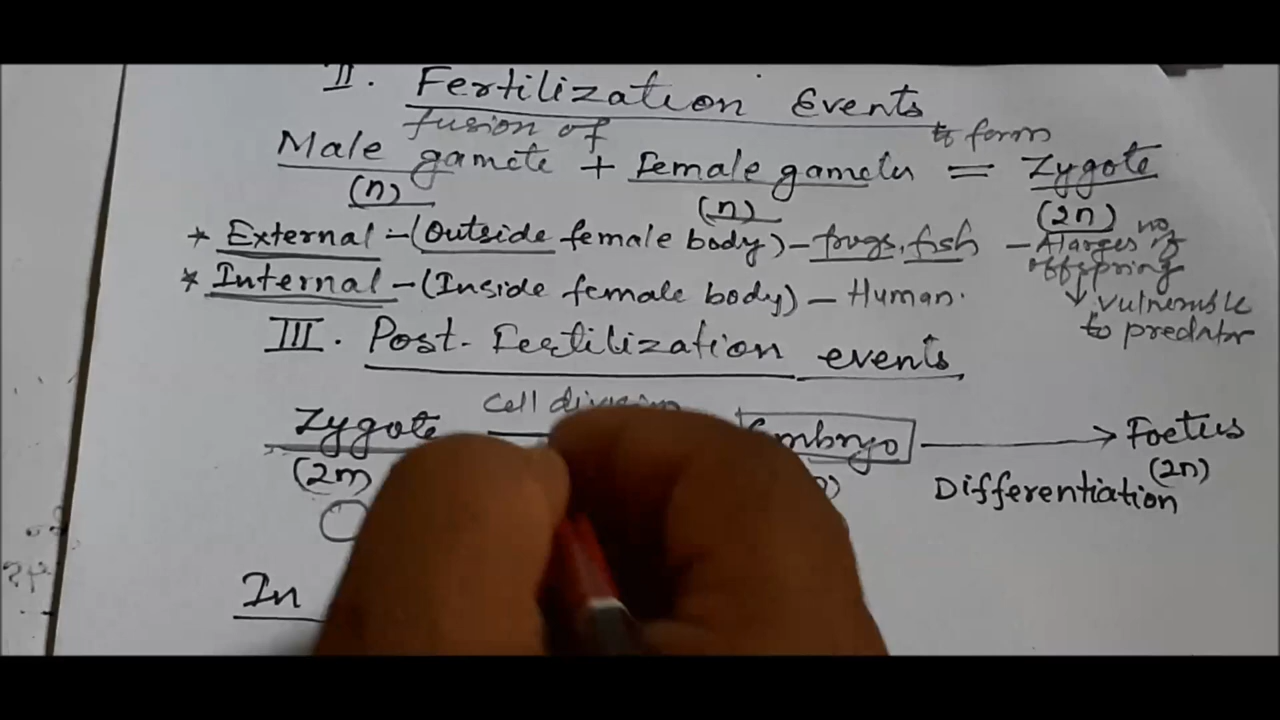 II. Fertilization Events
fusion of
to form
Male gamete + Female gamete = Zygote
(n) (n) (2n)
* External - (Outside female body) - frogs, fish - A large no of
offspring
* Internal - (Inside female body) - Human.
↓ vulnerable
to predator
III. Post-Fertilization events
cell division
Zygote Embryo → Foetus
(2n) (2n)
Differentiation
In